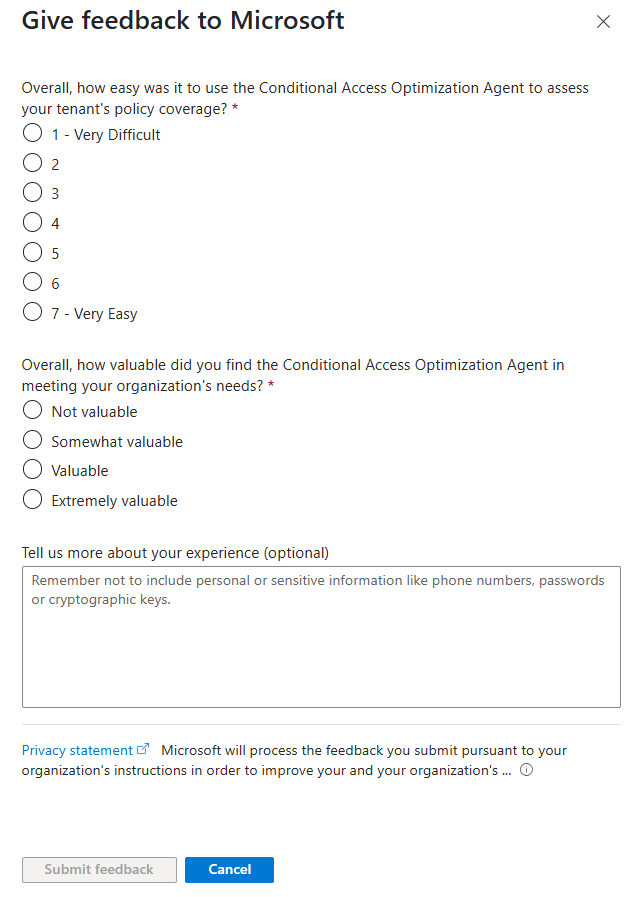 Give feedback to Microsoft
Overall, how easy was it to use the Conditional Access Optimization Agent to assess
your tenant's policy coverage? *
1 - Very Difficult
2
3
4
5
6
7 - Very Easy
Overall, how valuable did you find the Conditional Access Optimization Agent in
meeting your organization's needs? *
Not valuable
Somewhat valuable
Valuable
Extremely valuable
Tell us more about your experience (optional)
Remember not to include personal or sensitive information like phone numbers, passwords
or cryptographic keys.
Privacy statement Microsoft will process the feedback you submit pursuant to your
organization's instructions in order to improve your and your organization's ...
Submit feedback Cancel